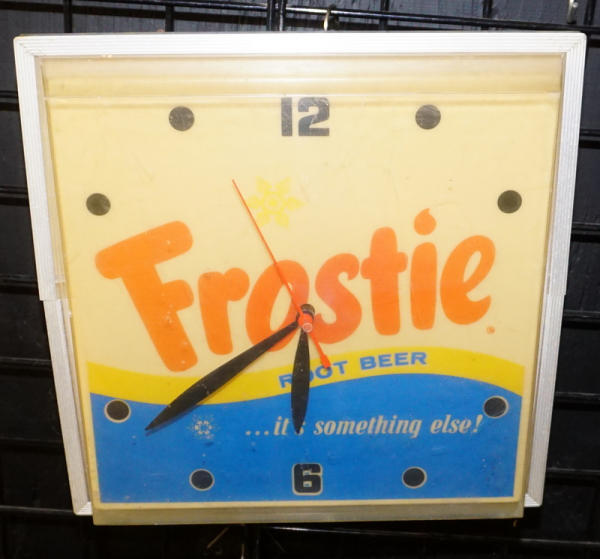 12
Frostie
ROOT BEER
...it's something else!
6